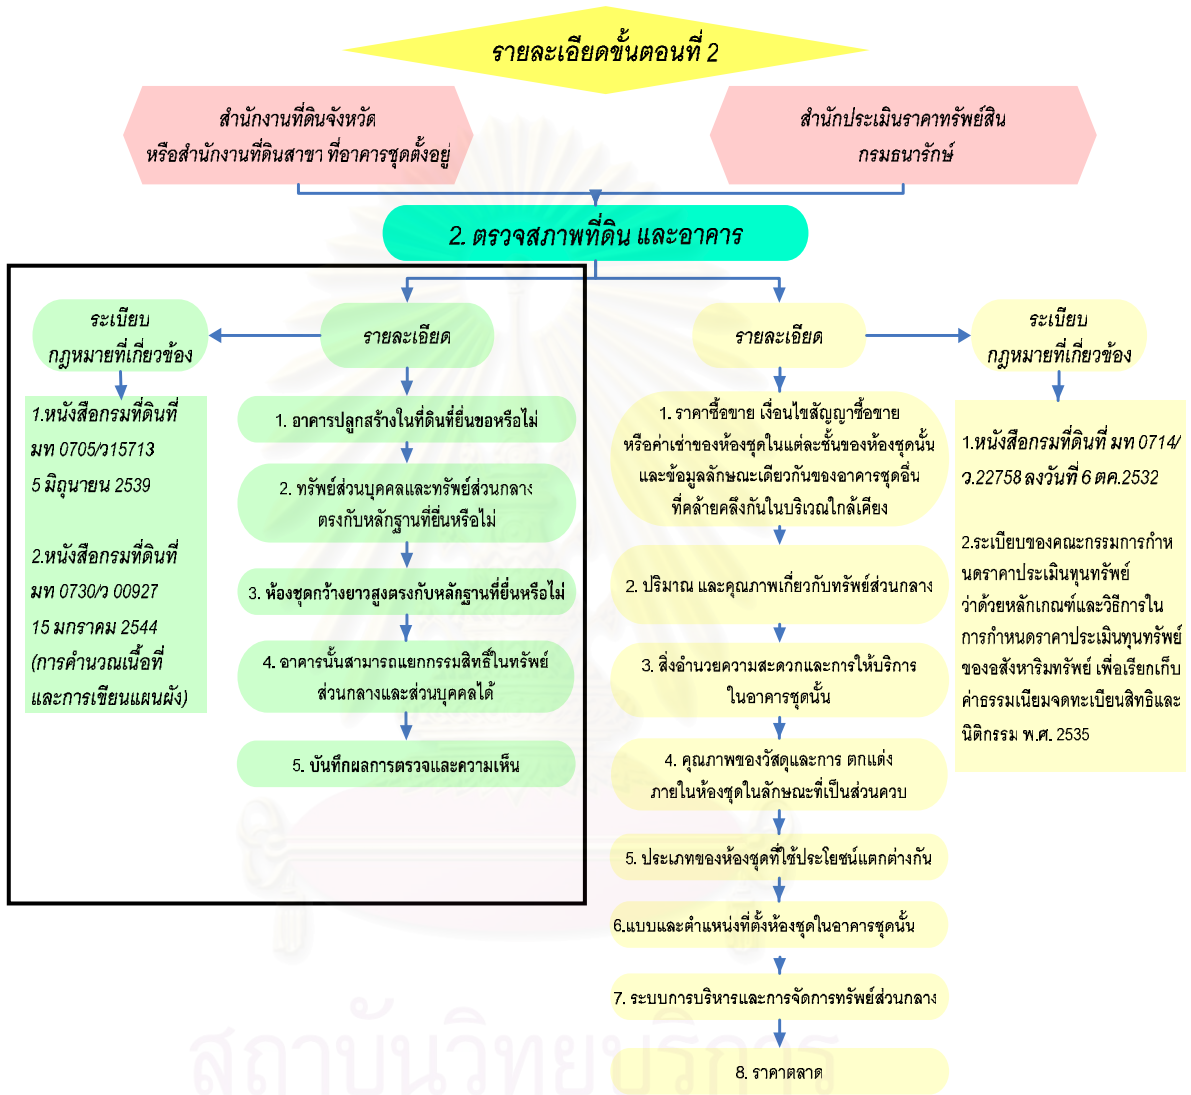 รายละเอียดขั้นตอนที่ 2
สำนักงานที่ดินจังหวัด
หรือสำนักงานที่ดินสาขา ที่อาคารชุดตั้งอยู่
สำนักประเมินราคาทรัพย์สิน
กรมธนารักษ์
2. ตรวจสภาพที่ดิน และอาคาร
ระเบียบ
กฎหมายที่เกี่ยวข้อง
1.หนังสือกรมที่ดินที่
มท 0705/ว15713
5 มิถุนายน 2539
2.หนังสือกรมที่ดินที่
มท 0730/ว 00927
15 มกราคม 2544
(การคำนวณเนื้อที่
และการเขียนแผนผัง)
รายละเอียด
1. อาคารปลูกสร้างในที่ดินที่ยื่นขอหรือไม่
2. ทรัพย์ส่วนบุคคลและทรัพย์ส่วนกลาง
ตรงกับหลักฐานที่ยื่นหรือไม่
3. ห้องชุดกว้างยาวสูงตรงกับหลักฐานที่ยื่นหรือไม่
4. อาคารนั้นสามารถแยกกรรมสิทธิ์ในทรัพย์
ส่วนกลางและส่วนบุคคลได้
5. บันทึกผลการตรวจและความเห็น
รายละเอียด
1. ราคาซื้อขาย เงื่อนไขสัญญาซื้อขาย
หรือค่าเช่าของห้องชุดในแต่ละชั้นของห้องชุดนั้น
และข้อมูลลักษณะเดียวกันของอาคารชุดอื่น
ที่คล้ายคลึงกันในบริเวณใกล้เคียง
2. ปริมาณ และคุณภาพเกี่ยวกับทรัพย์ส่วนกลาง
3. สิ่งอำนวยความสะดวกและการให้บริการ
ในอาคารชุดนั้น
4. คุณภาพของวัสดุและการ ตกแต่ง
ภายในห้องชุดในลักษณะที่เป็นส่วนควบ
5. ประเภทของห้องชุดที่ใช้ประโยชน์แตกต่างกัน
6.แบบและตำแหน่งที่ตั้งห้องชุดในอาคารชุดนั้น
7. ระบบการบริหารและการจัดการทรัพย์ส่วนกลาง
8. ราคาตลาด
ระเบียบ
กฎหมายที่เกี่ยวข้อง
1.หนังสือกรมที่ดินที่ มท 0714/
ว.22758 ลงวันที่ 6 ตค.2532
2.ระเบียบของคณะกรรมการกำห
นดราคาประเมินทุนทรัพย์
ว่าด้วยหลักเกณฑ์และวิธีการใน
การกำหนดราคาประเมินทุนทรัพย์
ของอสังหาริมทรัพย์ เพื่อเรียกเก็บ
ค่าธรรมเนียมจดทะเบียนสิทธิและ
นิติกรรม พ.ศ. 2535
สถาบันวิทยบริการ